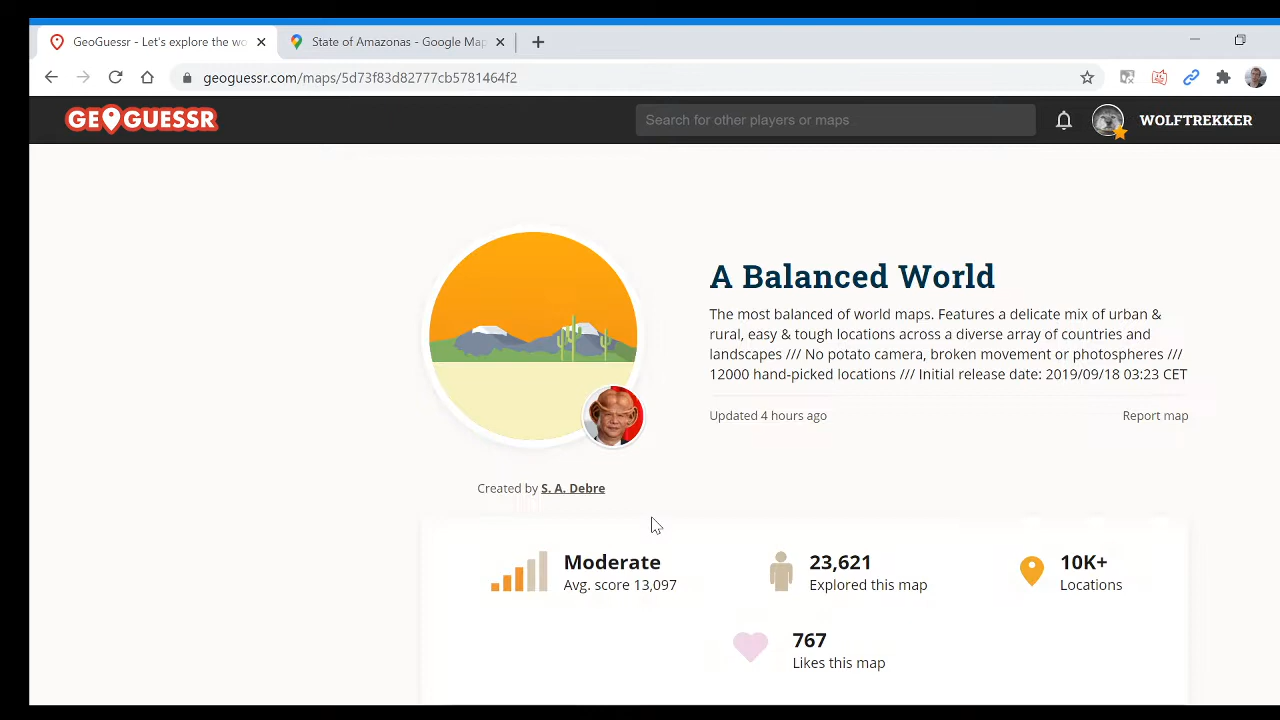 GeoGuessr - Let's explore the wo
State of Amazonas - Google Map
geoguessr.com/maps/5d73f83d82777cb5781464f2
GEOGUESSR
Search for other players or maps
WOLFTREKKER
A Balanced World
The most balanced of world maps. Features a delicate mix of urban &
rural, easy & tough locations across a diverse array of countries and
landscapes /// No potato camera, broken movement or photospheres ///
12000 hand-picked locations /// Initial release date: 2019/09/18 03:23 CET
Updated 4 hours ago
Report map
Created by S. A. Debre
Moderate
Avg. score 13,097
23,621
Explored this map
10K+
Locations
767
Likes this map